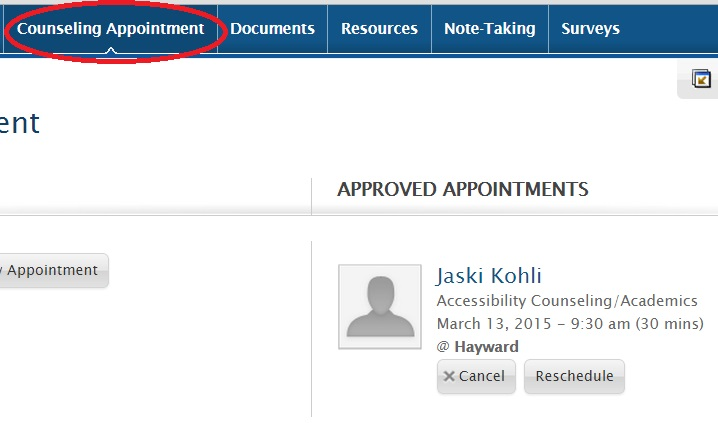 Counseling Appointment Documents Resources Note-Taking Surveys
ent
APPROVED APPOINTMENTS
Appointment
Jaski Kohli
Accessibility Counseling/Academics
March 13, 2015 - 9:30 am (30 mins)
@ Hayward
Cancel Reschedule